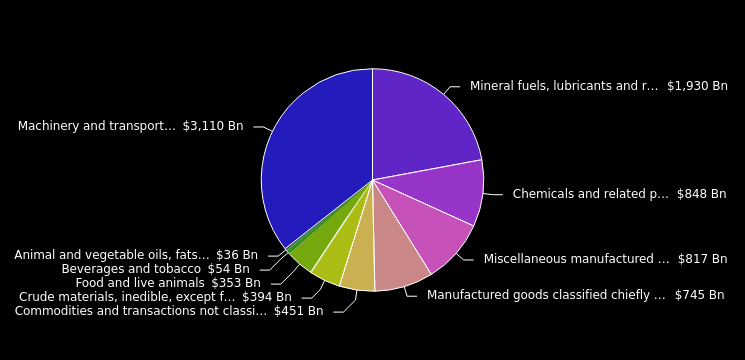 Mineral fuels, lubricants and r... $1,930 Bn
Machinery and transport... $3,110 Bn
Chemicals and related p... $848 Bn
Animal and vegetable oils, fats... $36 Bn
Miscellaneous manufactured ... $817 Bn
Beverages and tobacco $54 Bn
Food and live animals $353 Bn
Crude materials, inedible, except f... $394 Bn
Manufactured goods classified chiefly ... $745 Bn
Commodities and transactions not classi... $451 Bn